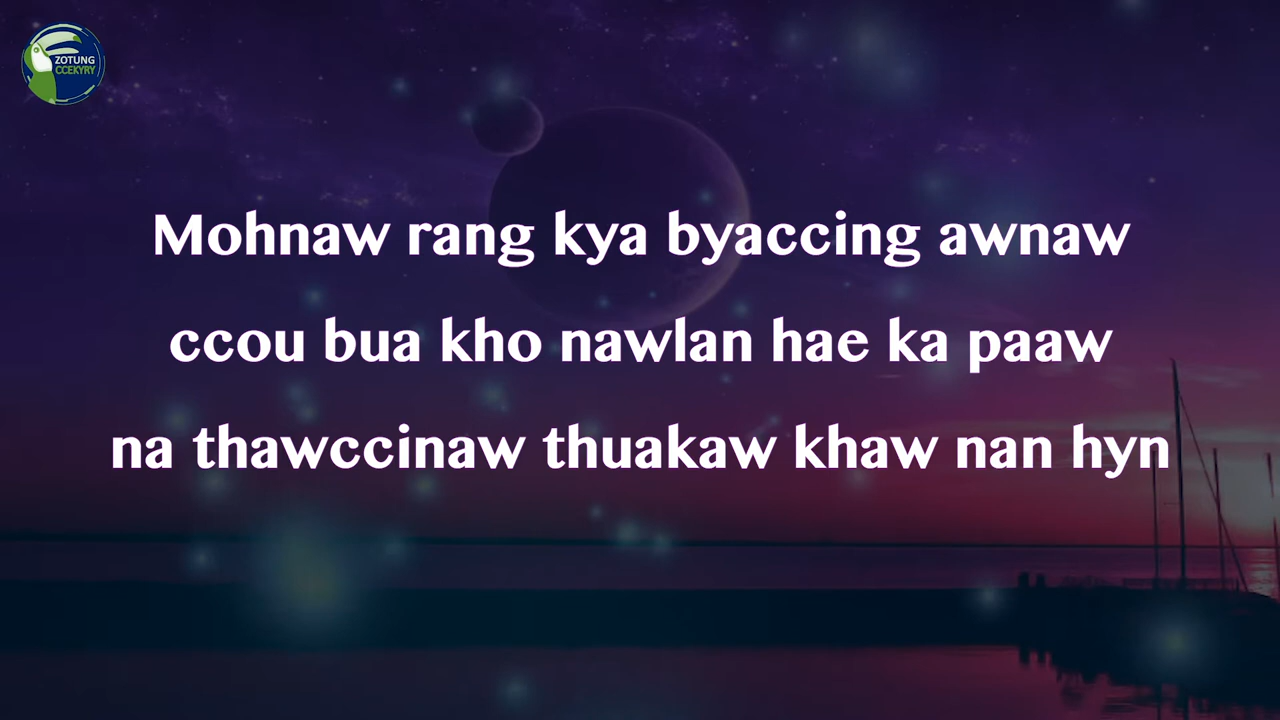 ZOTUNG
CCEKYRY
Mohnaw rang kya byaccing awnaw
ccou bua kho nawlan hae ka paaw
na thawccinaw thuakaw khaw nan hyn